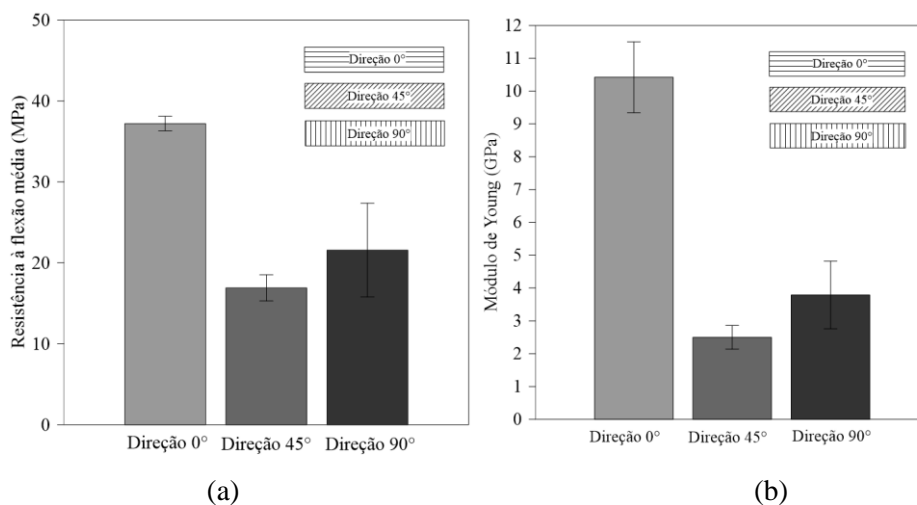 Resistência à flexão média (MPa)
50
40
30
20
10
0
Direção 0°
Direção 45°
Direção 90°
Direção 0°
Direção 45°
Direção 90°
(a)
Módulo de Young (GPa)
12
11
10
9
8
7
6
5
4
3
2
1
0
Direção 0°
Direção 45°
Direção 90°
Direção 0°
Direção 45°
Direção 90°
(b)